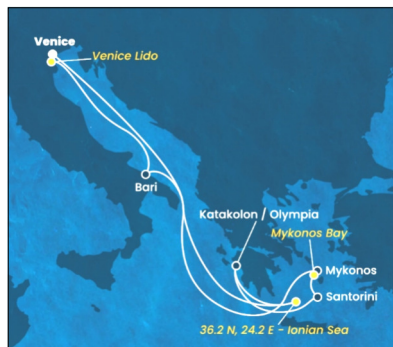 Venice
Venice Lido
Bari
Katakolon / Olympia
Mykonos Bay
Mykonos
Santorini
36.2 N, 24.2 E - Ionian Sea